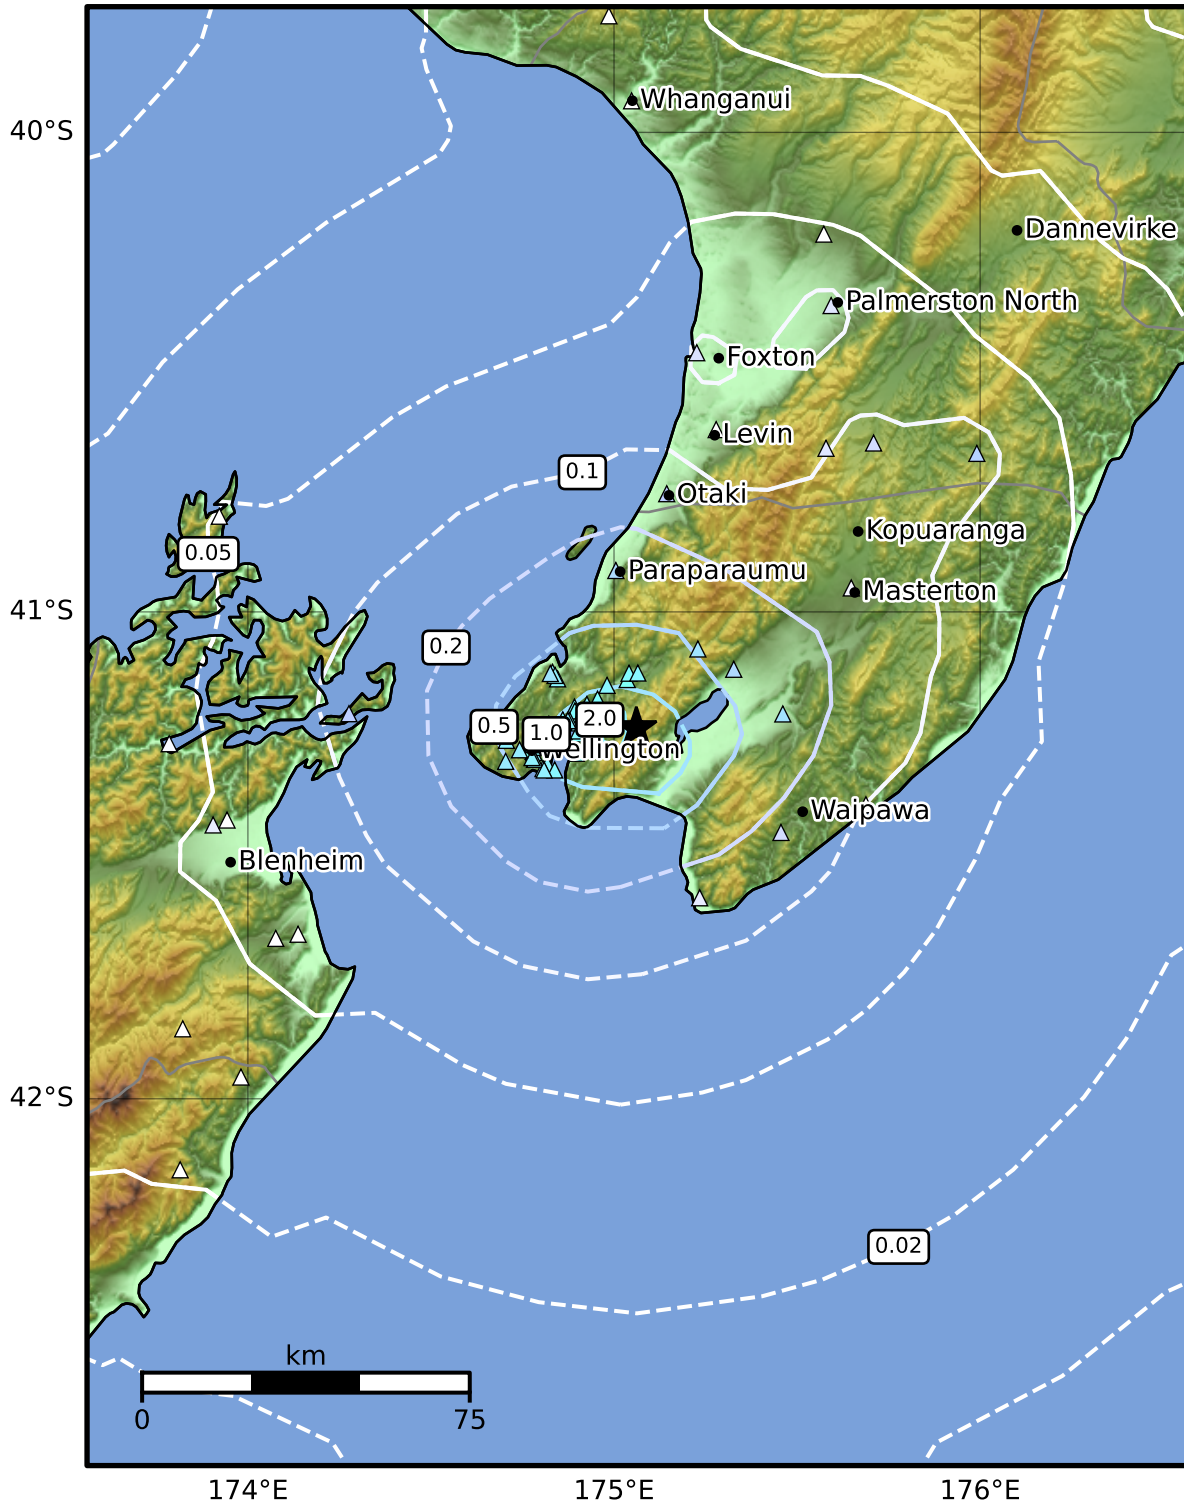 Whanganui
40°S
Dannevirke
Palmerston North
Foxton
Levin
0.1
Otaki
Kopuaranga
0.05
Paraparaumu
Masterton
41°S
0.2
2.0
0.5
1.0
Wellington
Waipawa
Blenheim
42°S
0.02
km
0
75
174°E
175°E
176°E